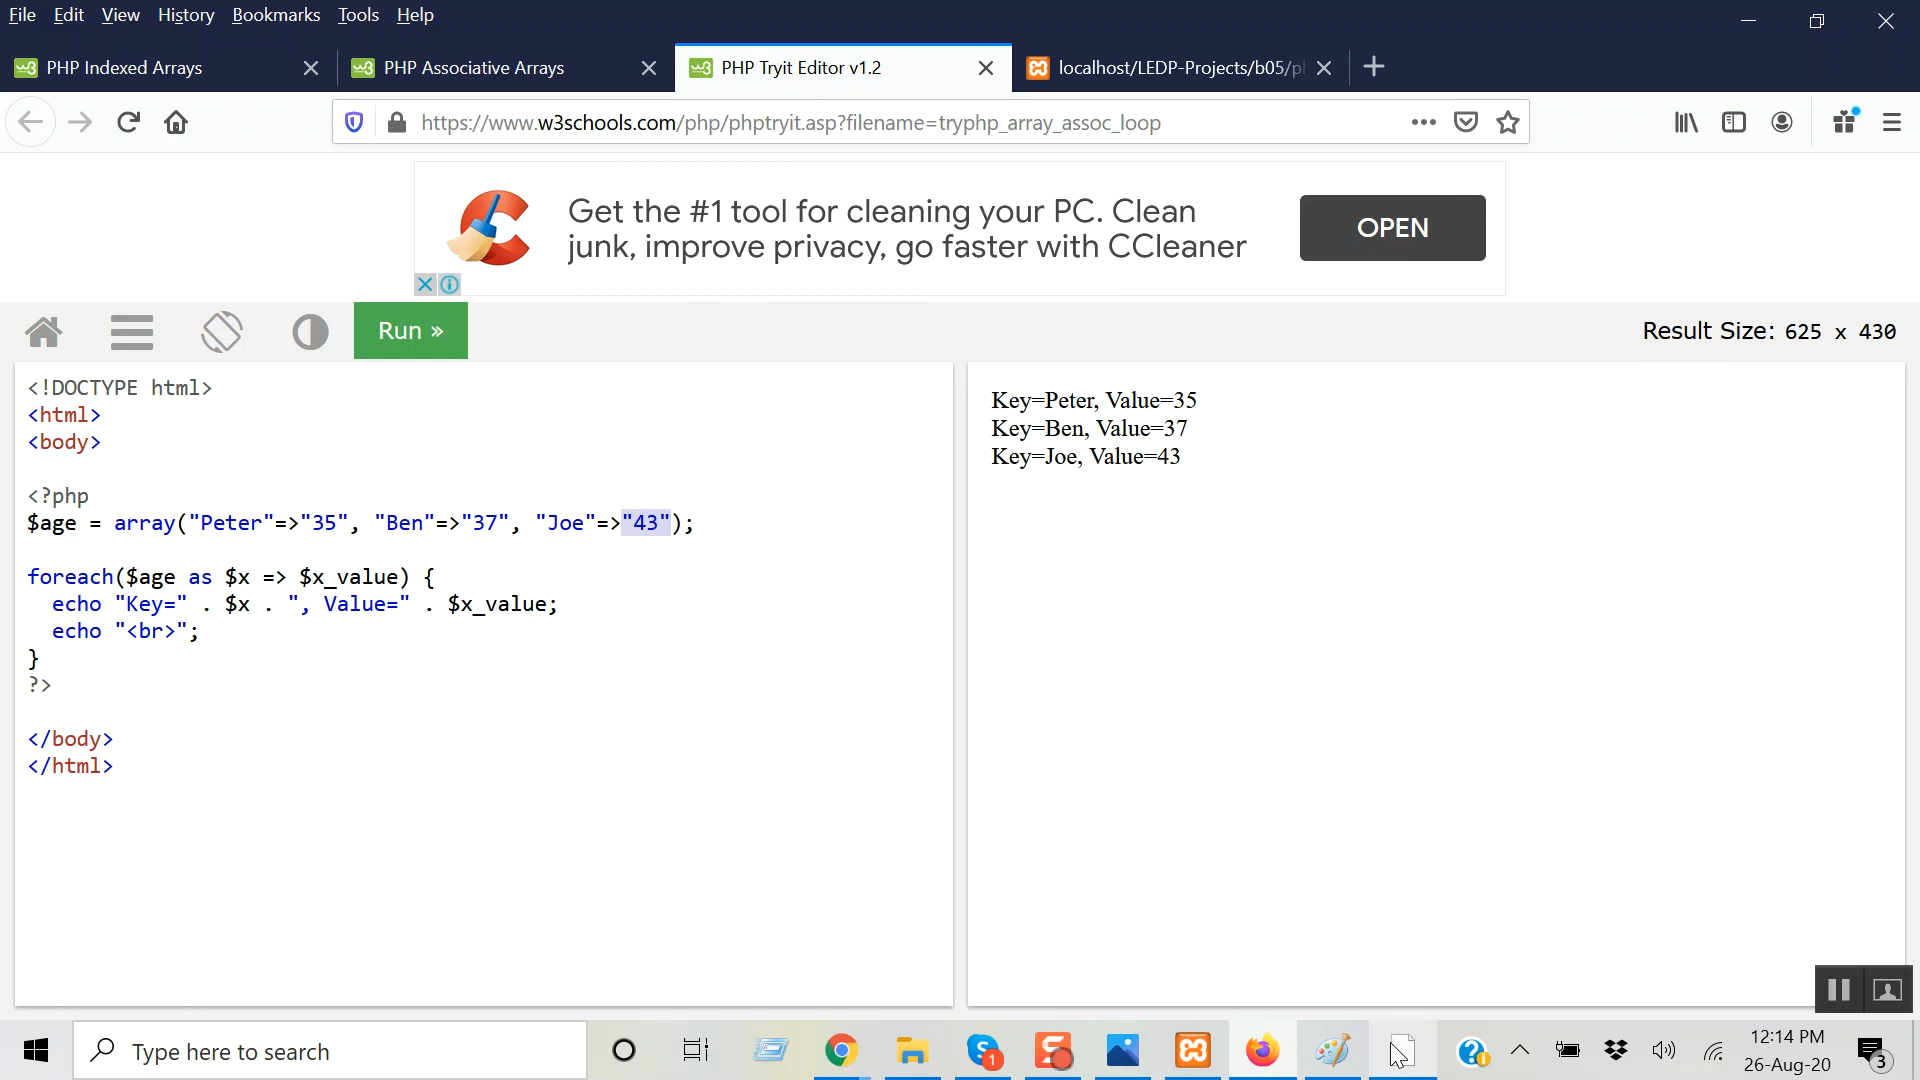 File Edit View History Bookmarks Tools Help
PHP Indexed Arrays
PHP Associative Arrays
PHP Tryit Editor v1.2
localhost/LEDP-Projects/b05/pl
https://www.w3schools.com/php/phptryit.asp?filename=tryphp_array_assoc_loop
Get the #1 tool for cleaning your PC. Clean
junk, improve privacy, go faster with CCleaner
OPEN
Run »
Result Size: 625 x 430
<!DOCTYPE html>
<html>
<body>
<?php
$age = array("Peter"=>"35", "Ben"=>"37", "Joe"=>"43");
foreach($age as $x => $x_value) {
echo "Key=" . $x . ", Value=" . $x_value;
echo "<br>";
}
?>
</body>
</html>
Key=Peter, Value=35
Key=Ben, Value=37
Key=Joe, Value=43
Type here to search
1
12:14 PM
26-Aug-20
3